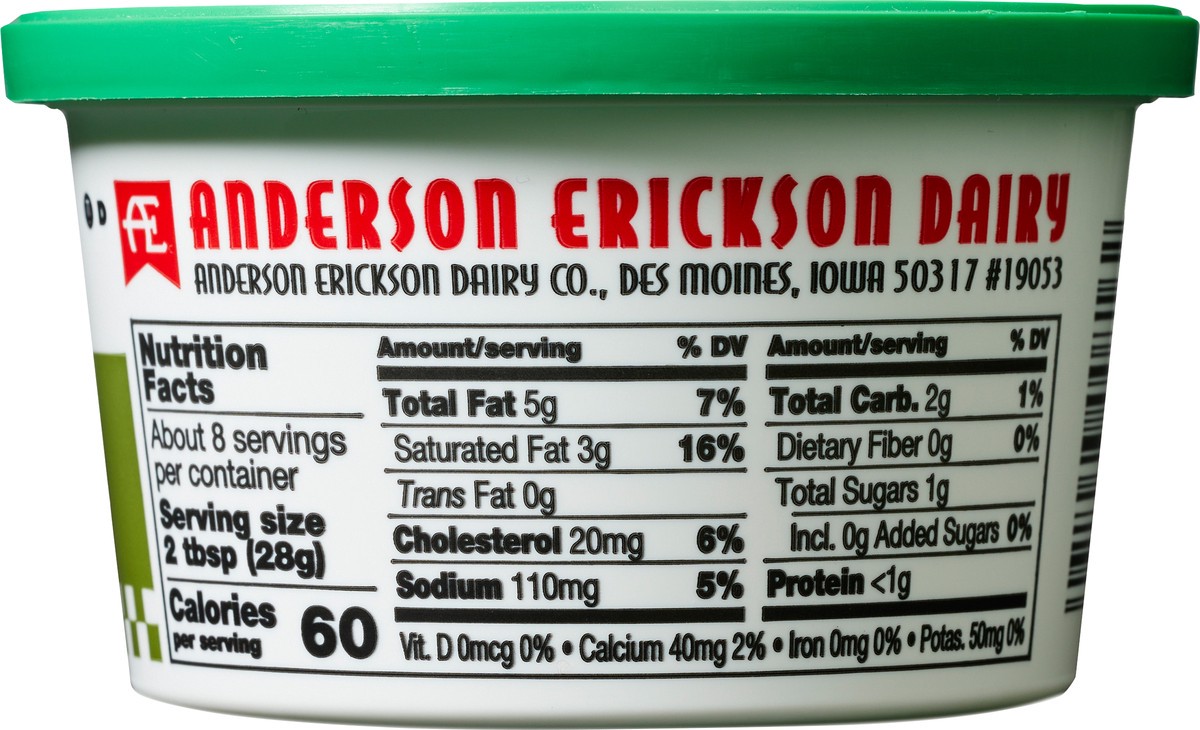 D
AE ANDERSON ERICKSON DAIRY
ANDERSON ERICKSON DAIRY CO., DES MOINES, IOWA 50317 #19053
Nutrition
Facts
About 8 servings
per container
Serving size
2 tbsp (28g)
Calories
per serving
60
Amount/serving % DV
Total Fat 5g 7%
Saturated Fat 3g 16%
Trans Fat 0g
Cholesterol 20mg 6%
Sodium 110mg 5%
Amount/serving % DV
Total Carb. 2g 1%
Dietary Fiber 0g 0%
Total Sugars 1g
Incl. 0g Added Sugars 0%
Protein <1g
Vit. D 0mcg 0% • Calcium 40mg 2% • Iron 0mg 0% • Potas. 50mg 0%